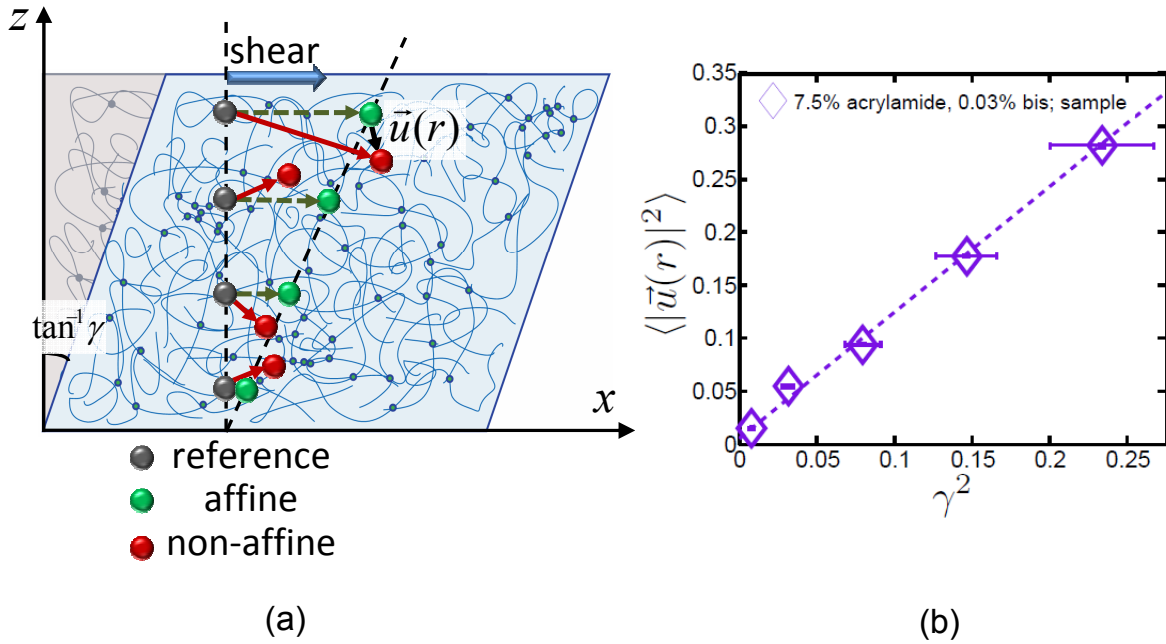 z
shear
u⃗(r)
tan⁻¹ γ
x
reference
affine
non-affine
(a)
0.35
0.3
0.25
0.2
0.15
0.1
0.05
0
⟨|u⃗(r)|²⟩
7.5% acrylamide, 0.03% bis; sample
0 0.05 0.1 0.15 0.2 0.25
γ²
(b)